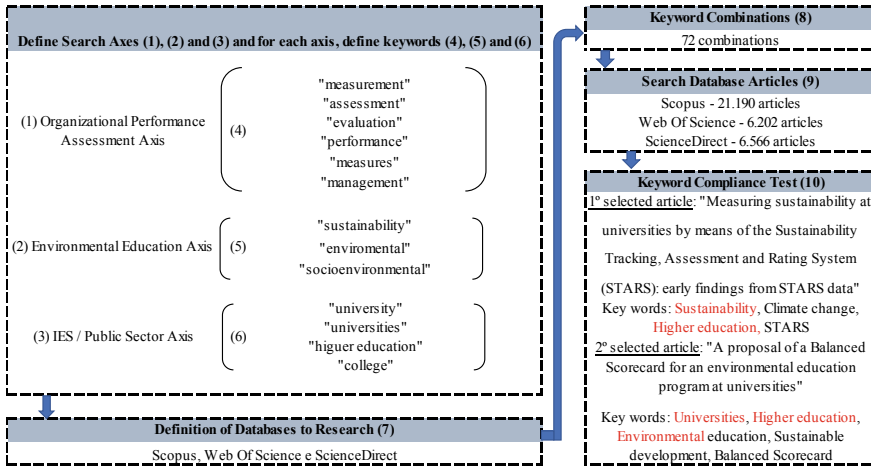 Define Search Axes (1), (2) and (3) and for each axis, define keywords (4), (5) and (6)
(1) Organizational Performance
Assessment Axis
(4)
"measurement"
"assessment"
"evaluation"
"performance"
"measures"
"management"
(2) Environmental Education Axis
(5)
"sustainability"
"enviromental"
"socioenvironmental"
(3) IES / Public Sector Axis
(6)
"university"
"universities"
"higuer education"
"college"
Definition of Databases to Research (7)
Scopus, Web Of Science e ScienceDirect
Keyword Combinations (8)
72 combinations
Search Database Articles (9)
Scopus - 21.190 articles
Web Of Science - 6.202 articles
ScienceDirect - 6.566 articles
Keyword Compliance Test (10)
1º selected article: "Measuring sustainability at
universities by means of the Sustainability
Tracking, Assessment and Rating System
(STARS): early findings from STARS data"
Key words: Sustainability, Climate change,
Higher education, STARS
2º selected article: "A proposal of a Balanced
Scorecard for an environmental education
program at universities"
Key words: Universities, Higher education,
Environmental education, Sustainable
development, Balanced Scorecard